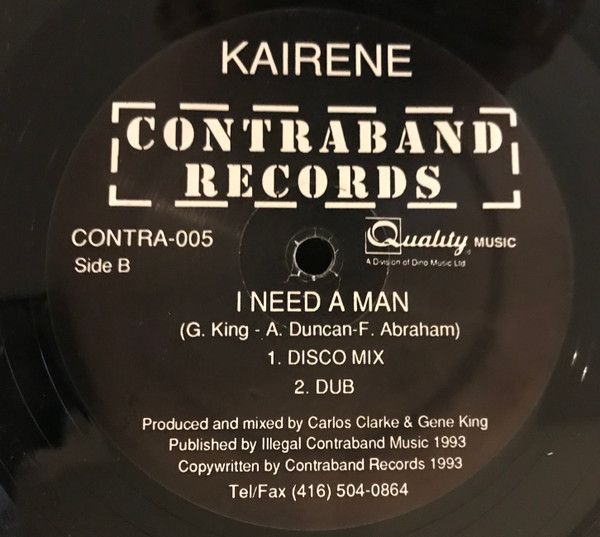 KAIRENE
CONTRABAND
RECORDS
CONTRA-005
Side B
Quality MUSIC
A Division of Dino Music Ltd
I NEED A MAN
(G. King - A. Duncan-F. Abraham)
1. DISCO MIX
2. DUB
Produced and mixed by Carlos Clarke & Gene King
Published by Illegal Contraband Music 1993
Copywritten by Contraband Records 1993
Tel/Fax (416) 504-0864